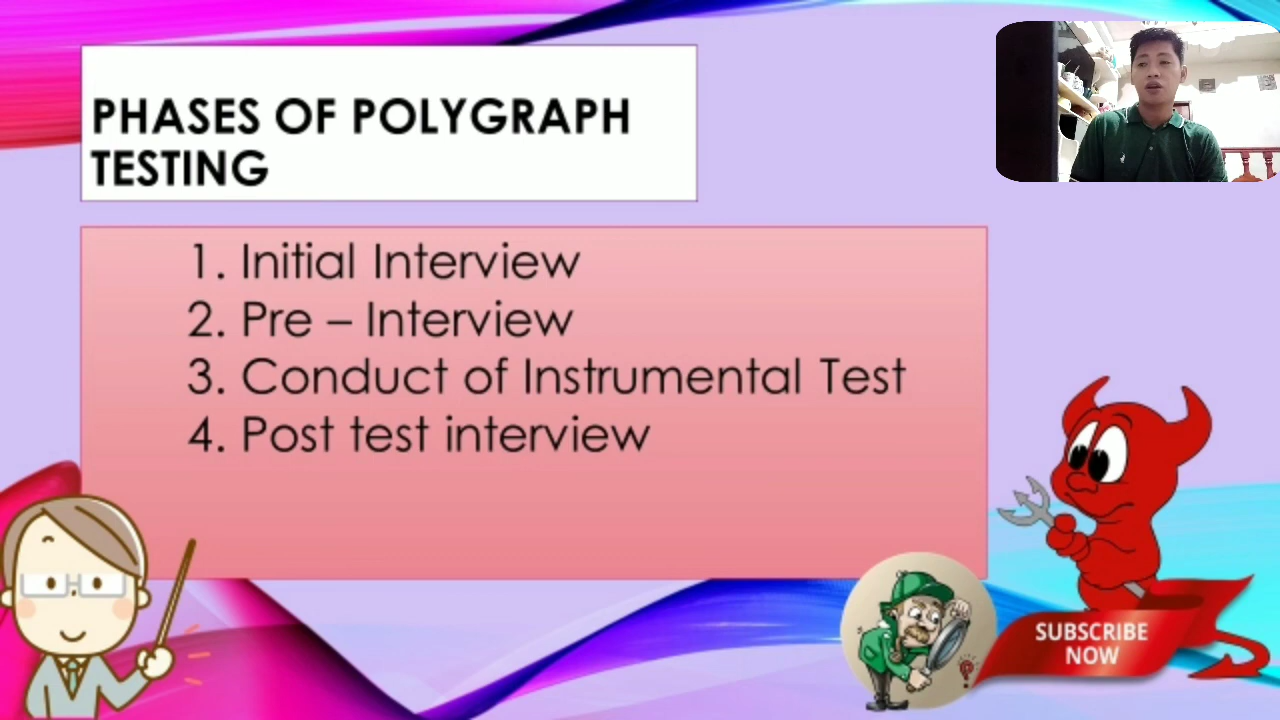 PHASES OF POLYGRAPH
TESTING
1. Initial Interview
2. Pre – Interview
3. Conduct of Instrumental Test
4. Post test interview
SUBSCRIBE
NOW